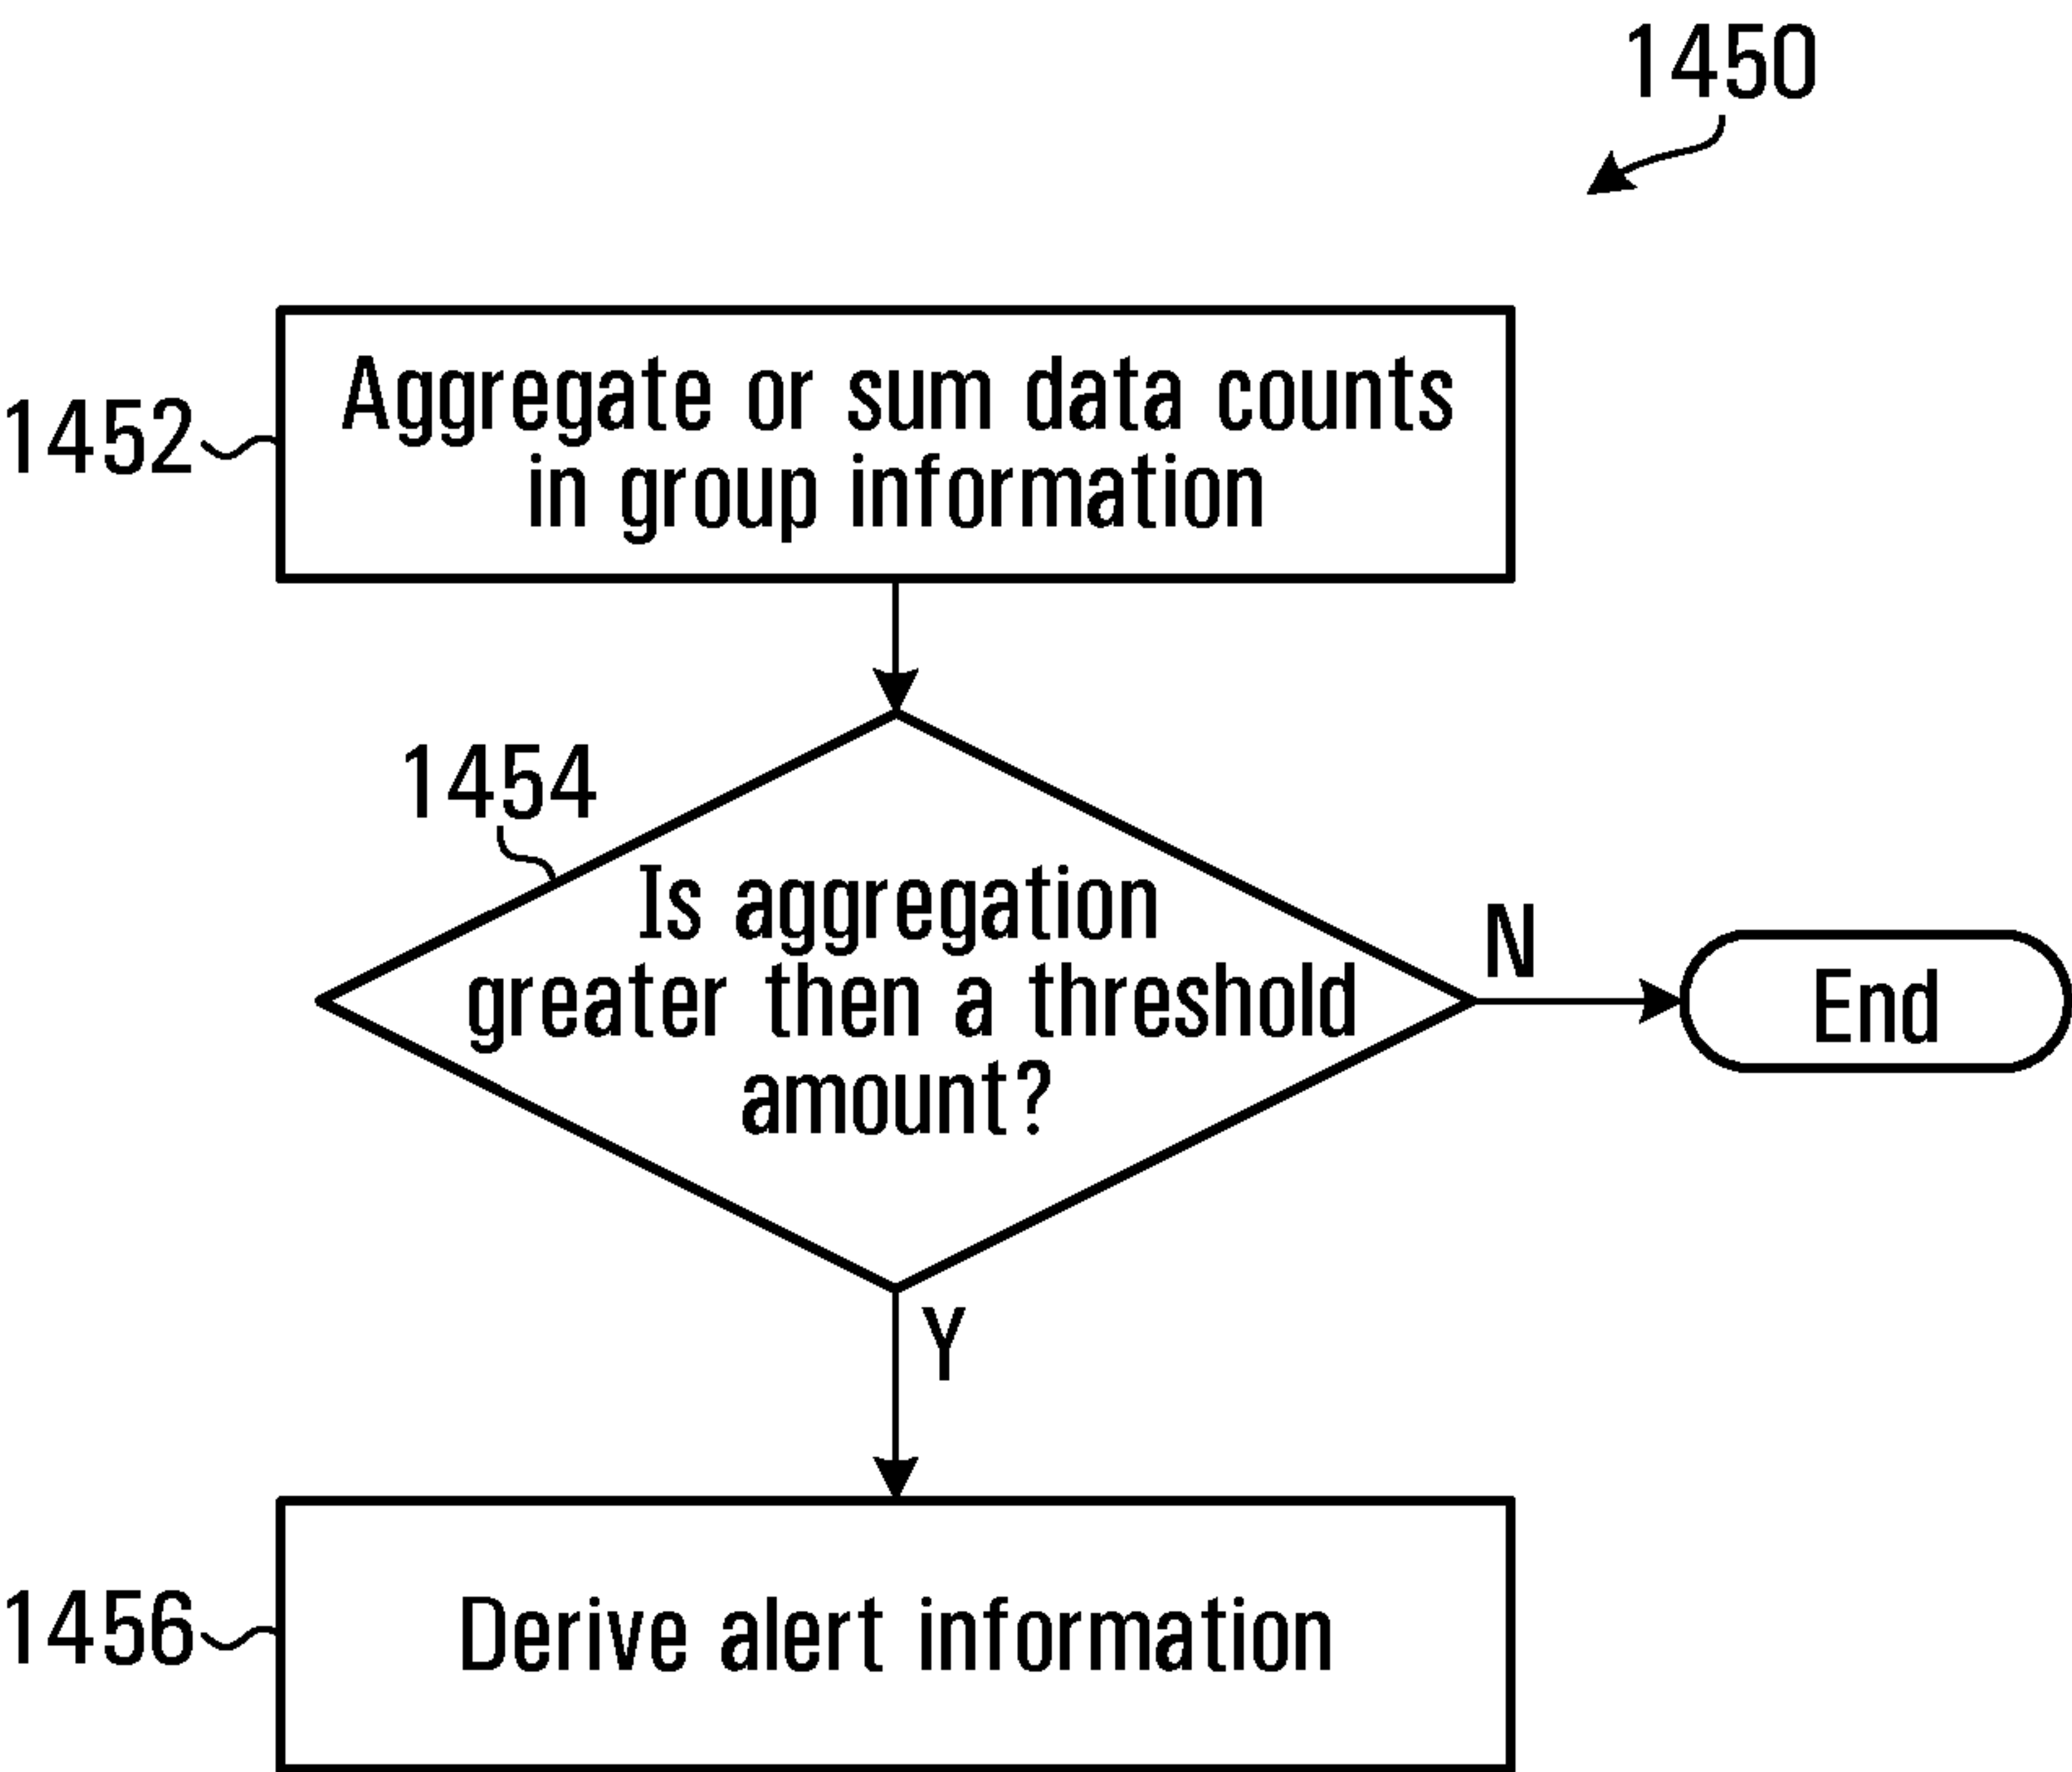 1450
1452
Aggregate or sum data counts
in group information
1454
Is aggregation
greater then a threshold
amount?
N
End
Y
1456
Derive alert information